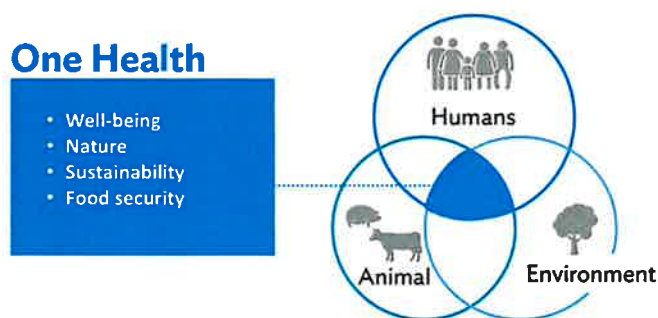 One Health
• Well-being
• Nature
• Sustainability
• Food security
Humans
Animal
Environment